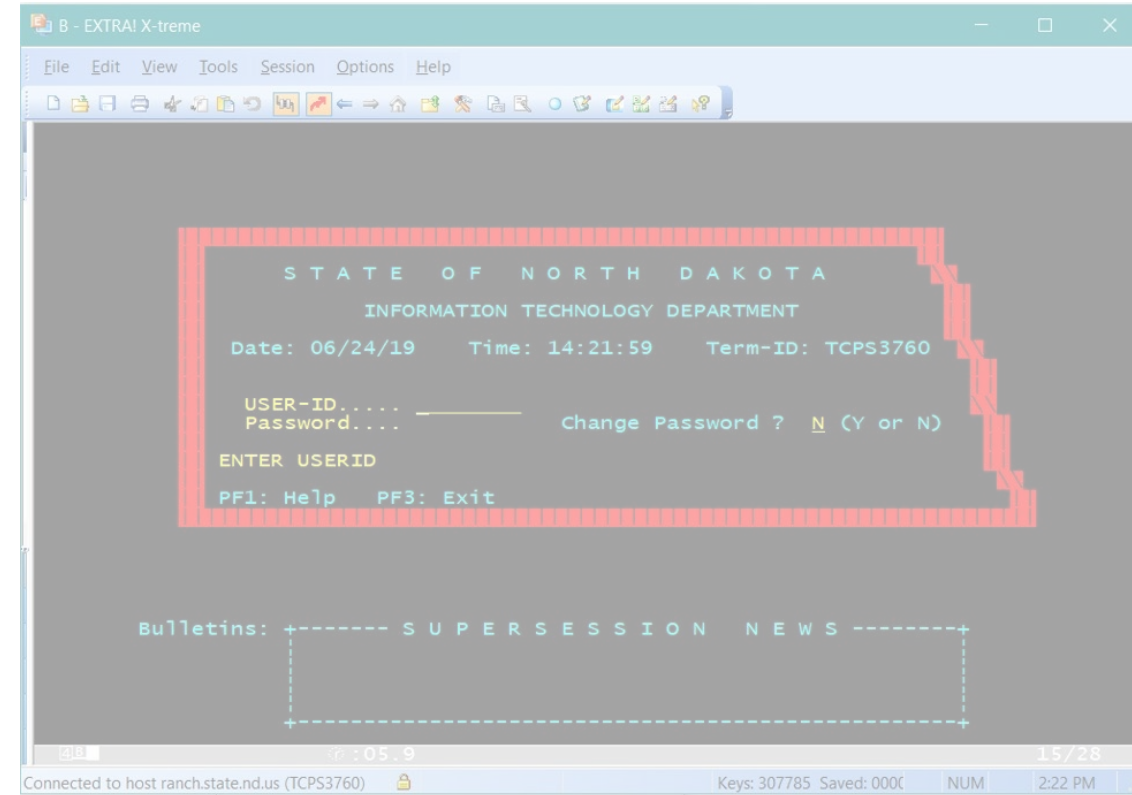 B - EXTRA! X-treme
File Edit View Tools Session Options Help
S T A T E O F N O R T H D A K O T A
INFORMATION TECHNOLOGY DEPARTMENT
Date: 06/24/19 Time: 14:21:59 Term-ID: TCPS3760
USER-ID.....
Password.... Change Password ? N (Y or N)
ENTER USERID
PF1: Help PF3: Exit
Bulletins: +------- S U P E R S E S S I O N N E W S --------+
4B :05.9 15/28
Connected to host ranch.state.nd.us (TCPS3760) Keys: 307785 Saved: 0000 NUM 2:22 PM